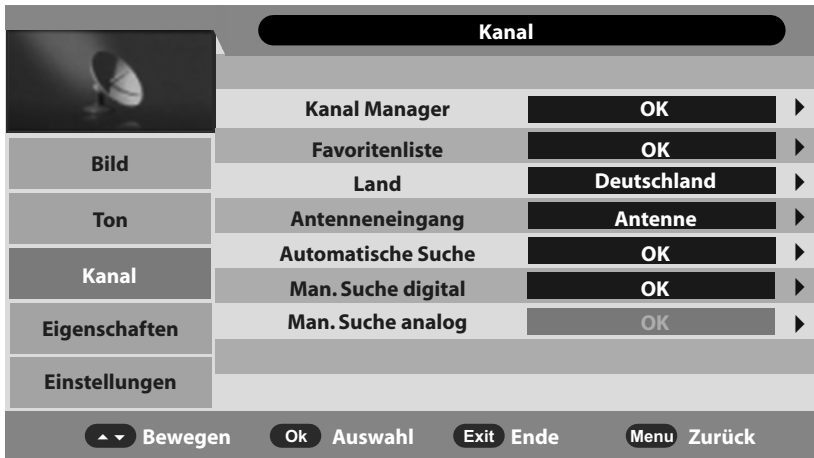 Kanal
Kanal Manager OK
Favoritenliste OK
Land Deutschland
Antenneneingang Antenne
Automatische Suche OK
Man. Suche digital OK
Man. Suche analog OK
Bild
Ton
Kanal
Eigenschaften
Einstellungen
Bewegen Ok Auswahl Exit Ende Menu Zurück